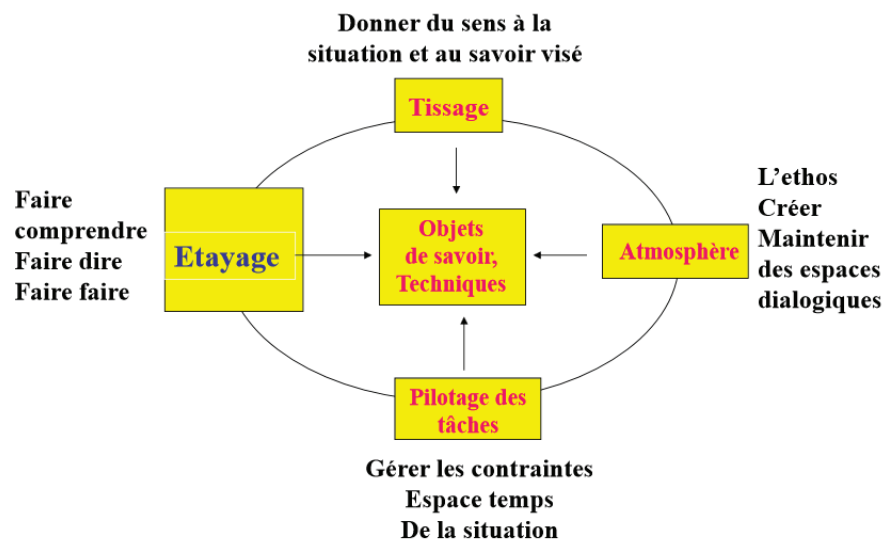 Donner du sens à la
situation et au savoir visé
Tissage
Faire
comprendre
Faire dire
Faire faire
Etayage
Objets
de savoir,
Techniques
Atmosphère
L’ethos
Créer
Maintenir
des espaces
dialogiques
Pilotage des
tâches
Gérer les contraintes
Espace temps
De la situation